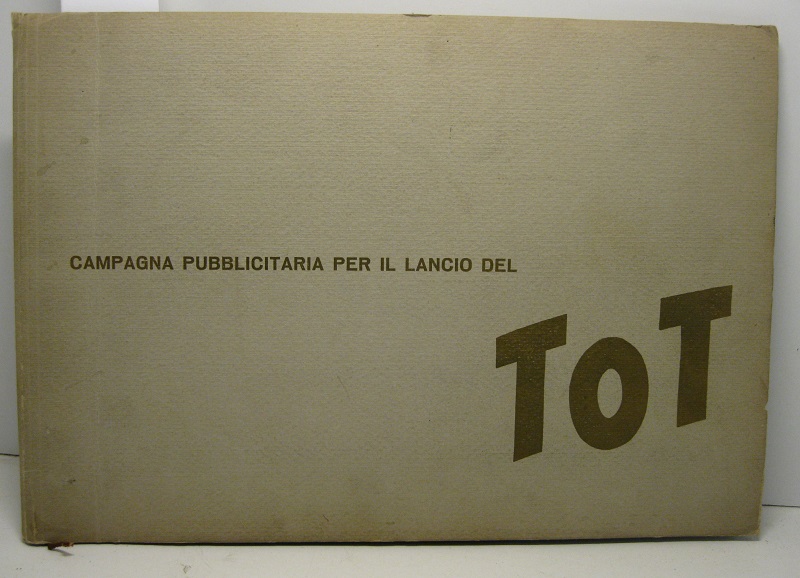 CAMPAGNA PUBBLICITARIA PER IL LANCIO DEL
ToT